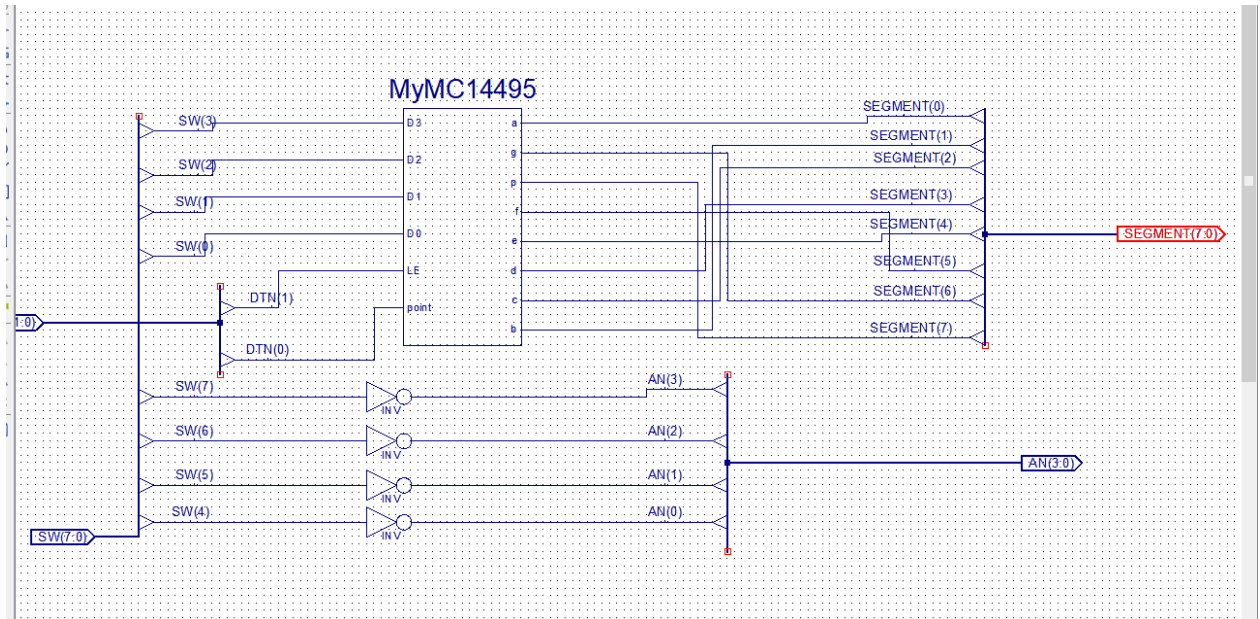 MyMC14495
SEGMENT(0)
SW(3) D3 a
SEGMENT(1)
SW(2) D2 g SEGMENT(2)
p
SW(1) D1 SEGMENT(3)
f
SW(0) D0 e SEGMENT(4)
SEGMENT(7:0)
LE d SEGMENT(5)
DTN(1) c SEGMENT(6)
point
1:0) b SEGMENT(7)
DTN(0)
SW(7) INV AN(3)
SW(6) INV AN(2)
AN(3:0)
SW(5) INV AN(1)
SW(4) INV AN(0)
SW(7:0)